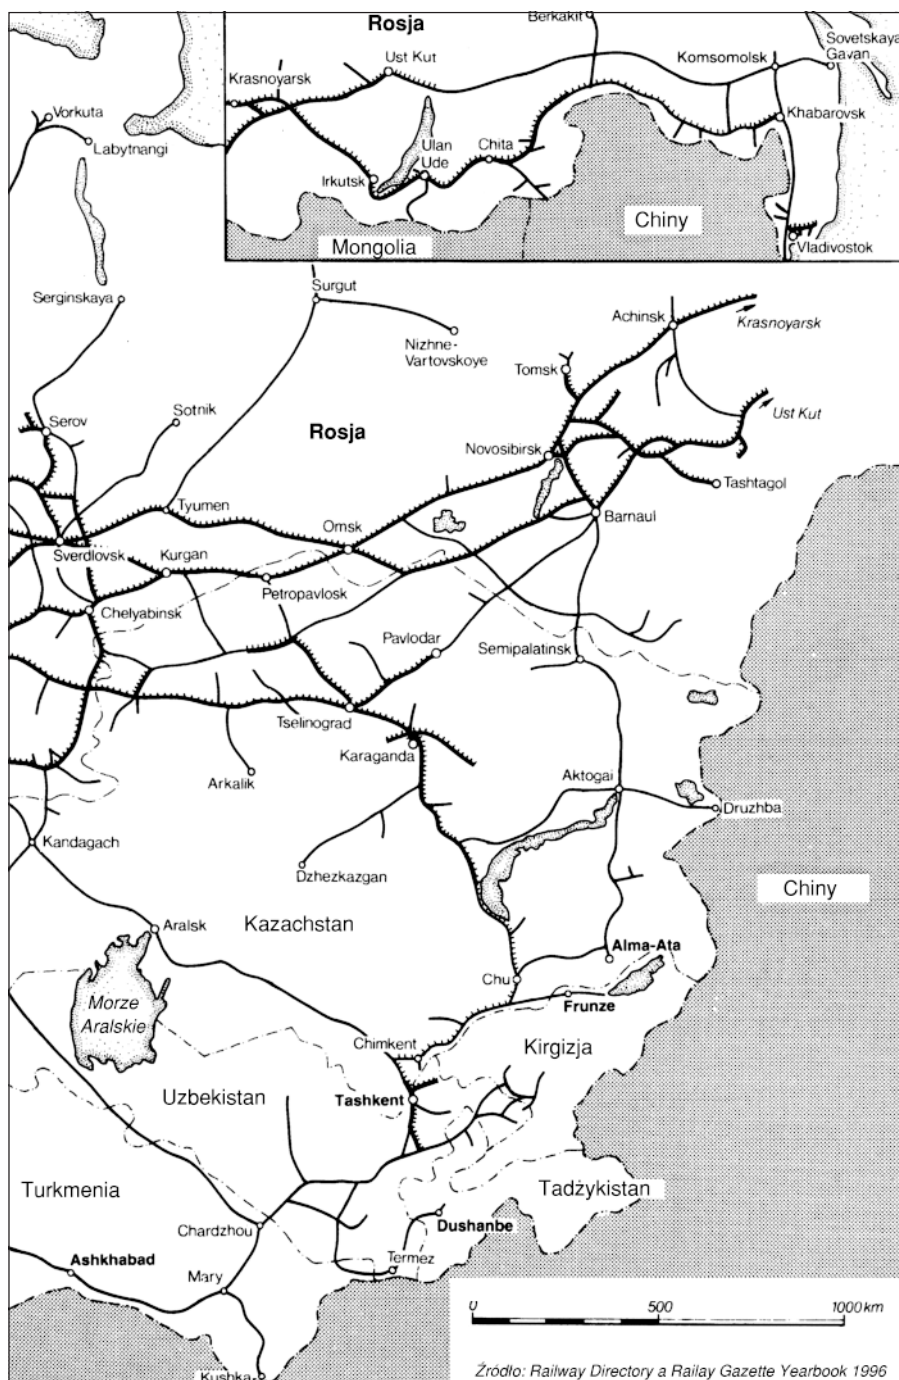 Rosja
Berkakit
Sovetskaya
Gavan
Komsomolsk
Ust Kut
Krasnoyarsk
Khabarovsk
Chita
Ulan
Ude
Irkutsk
Chiny
Mongolia
Vladivostok
Vorkuta
Labytnangi
Serginskaya
Surgut
Nizhne-
Vartovskoye
Achinsk
Krasnoyarsk
Tomsk
Ust Kut
Serov
Sotnik
Rosja
Novosibirsk
Tashtagol
Tyumen
Omsk
Barnaul
Sverdlovsk
Kurgan
Petropavlosk
Chelyabinsk
Pavlodar
Semipalatinsk
Tselinograd
Karaganda
Arkalik
Aktogai
Druzhba
Kandagach
Dzhezkazgan
Chiny
Kazachstan
Aralsk
Alma-Ata
Chu
Morze
Aralskie
Frunze
Chimkent
Kirgizja
Uzbekistan
Tashkent
Turkmenia
Tadżykistan
Chardzhou
Dushanbe
Ashkhabad
Termez
Mary
Kushka
0 500 1000 km
Źródło: Railway Directory a Railay Gazette Yearbook 1996